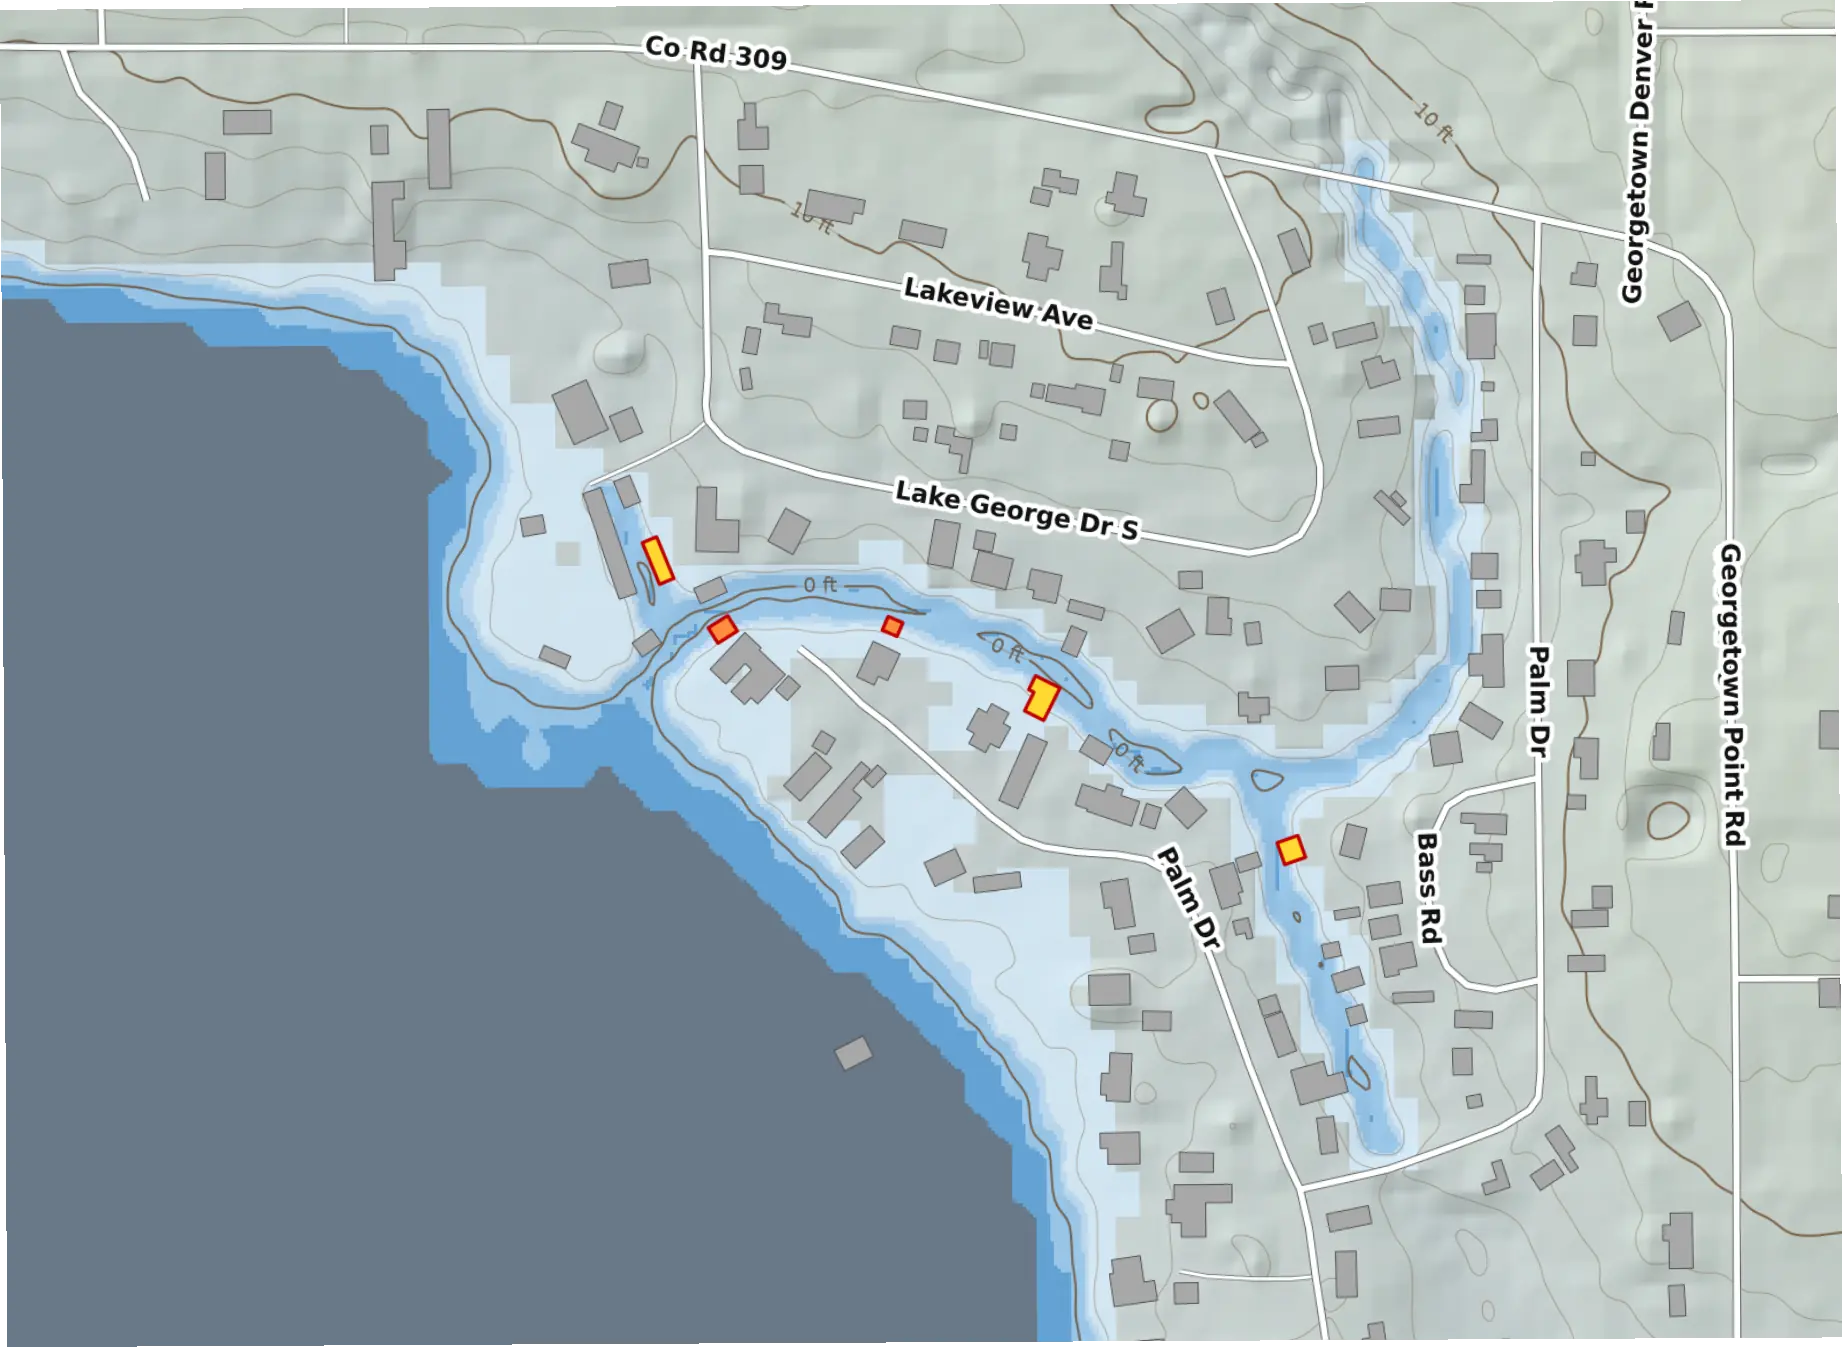 Co Rd 309
Georgetown Denver R
10 ft
10 ft
Lakeview Ave
Lake George Dr S
0 ft
0 ft
0 ft
Palm Dr
Georgetown Point Rd
Palm Dr
Bass Rd